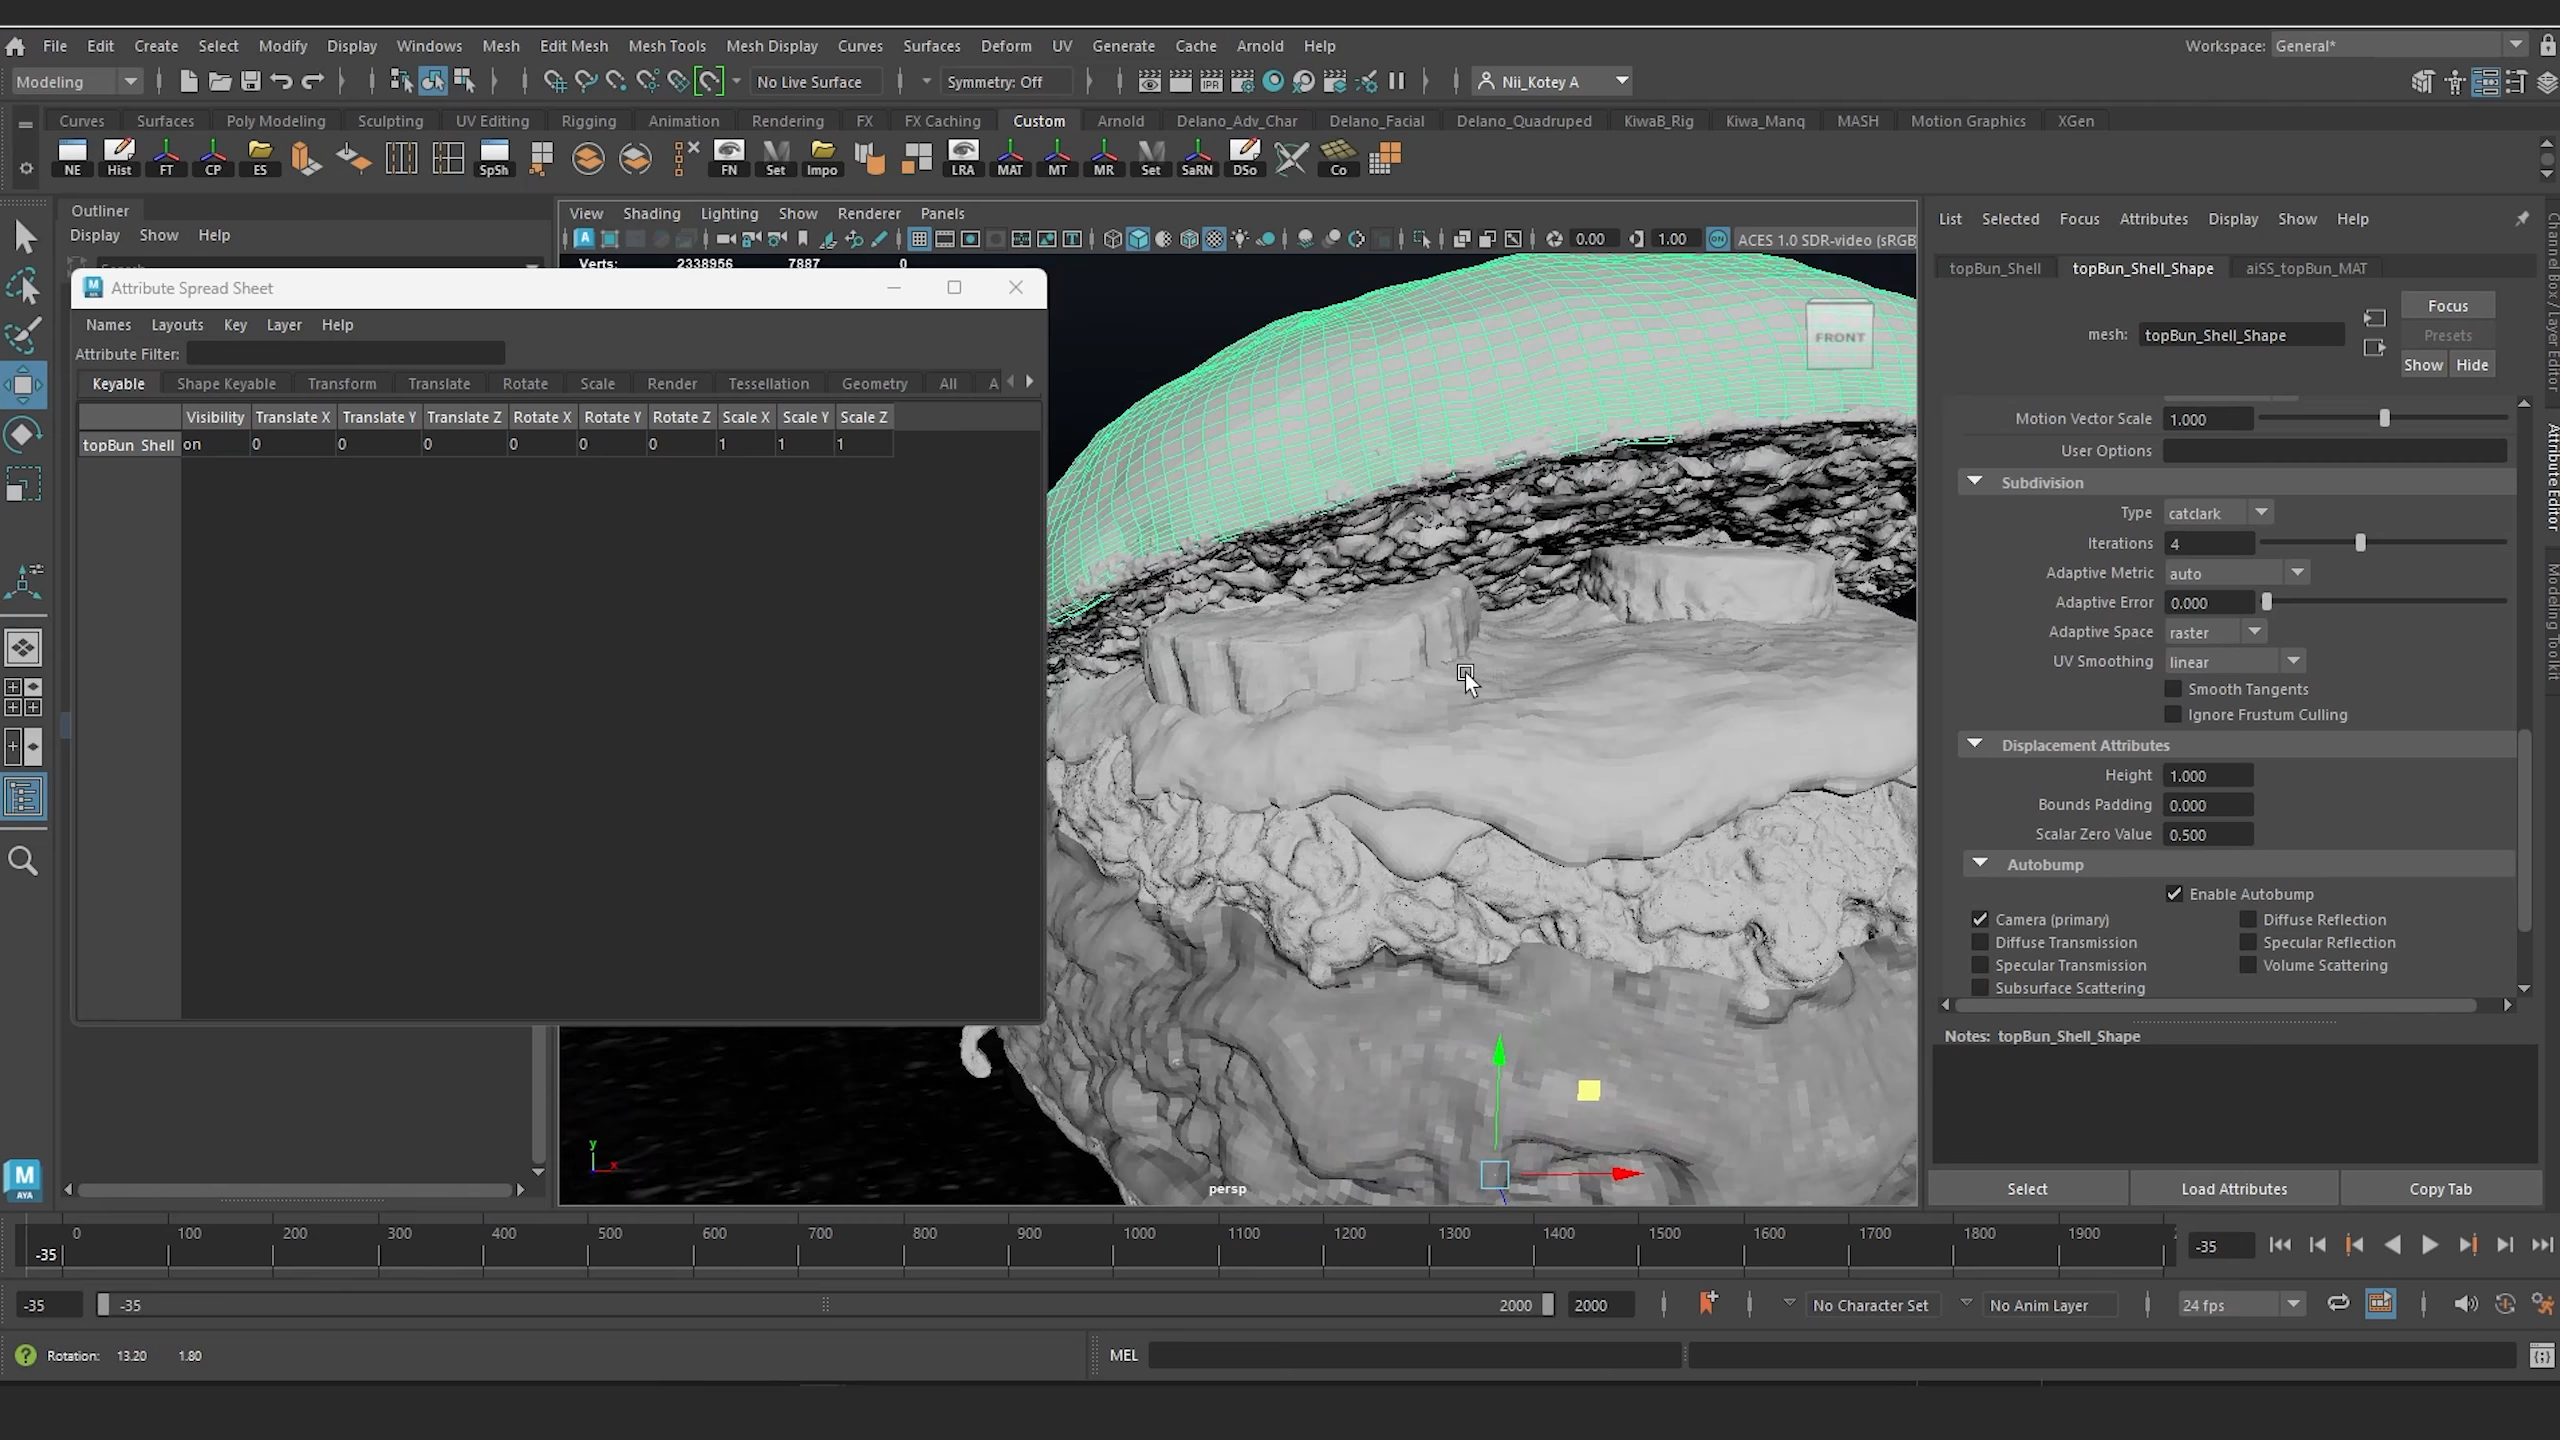 File Edit Create Select Modify Display Windows Mesh Edit Mesh Mesh Tools Mesh Display Curves Surfaces Deform UV Generate Cache Arnold Help
Workspace: General*
Modeling
No Live Surface
Symmetry: Off
IPR
Nii_Kotey A
Curves Surfaces Poly Modeling Sculpting UV Editing Rigging Animation Rendering FX FX Caching Custom Arnold Delano_Adv_Char Delano_Facial Delano_Quadruped KiwaB_Rig Kiwa_Manq MASH Motion Graphics XGen
NE Hist FT CP ES SpSh FN Set Impo LRA MAT MT MR Set SaRN DSo Co
Outliner
Display Show Help
View Shading Lighting Show Renderer Panels
0.00 1.00 ACES 1.0 SDR-video (sRGB
Verts: 2338956 7887 0
Attribute Spread Sheet
Names Layouts Key Layer Help
Attribute Filter:
Keyable Shape Keyable Transform Translate Rotate Scale Render Tessellation Geometry All A
Visibility Translate X Translate Y Translate Z Rotate X Rotate Y Rotate Z Scale X Scale Y Scale Z
topBun_Shell on 0 0 0 0 0 0 1 1 1
FRONT
persp
y
x
List Selected Focus Attributes Display Show Help
topBun_Shell topBun_Shell_Shape aiSS_topBun_MAT
Focus
mesh: topBun_Shell_Shape
Presets
Show Hide
Motion Vector Scale 1.000
User Options
Subdivision
Type catclark
Iterations 4
Adaptive Metric auto
Adaptive Error 0.000
Adaptive Space raster
UV Smoothing linear
Smooth Tangents
Ignore Frustum Culling
Displacement Attributes
Height 1.000
Bounds Padding 0.000
Scalar Zero Value 0.500
Autobump
Enable Autobump
Camera (primary) Diffuse Reflection
Diffuse Transmission Specular Reflection
Specular Transmission Volume Scattering
Subsurface Scattering
Notes: topBun_Shell_Shape
Select Load Attributes Copy Tab
Channel Box / Layer Editor
Attribute Editor
Modeling Toolkit
M
AYA
0 100 200 300 400 500 600 700 800 900 1000 1100 1200 1300 1400 1500 1600 1700 1800 1900
-35
-35
-35 -35 2000 2000
No Character Set
No Anim Layer
24 fps
Rotation: 13.20 1.80
MEL